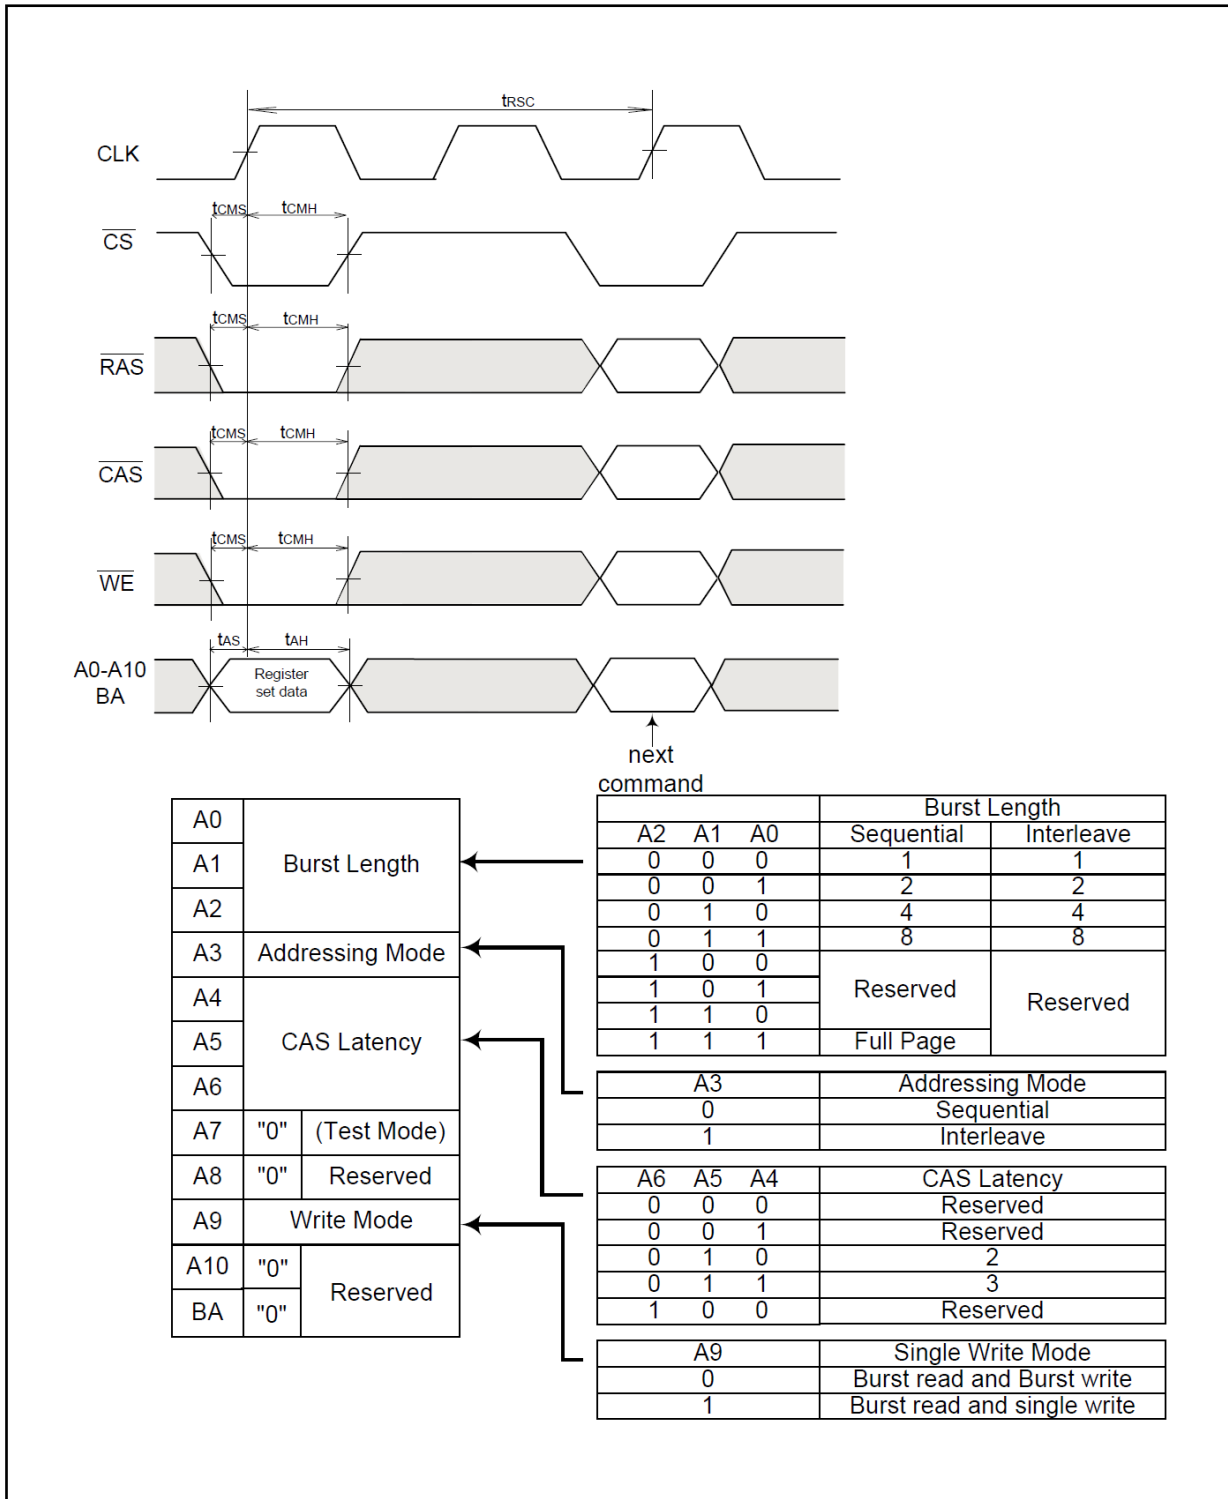 tRSC
CLK
tCMS tCMH
CS
tCMS tCMH
RAS
tCMS tCMH
CAS
tCMS tCMH
WE
tAS tAH
A0-A10
BA
Register
set data
next
command
A0
A1
A2
Burst Length
A3 Addressing Mode
A4
A5
A6
CAS Latency
A7 "0" (Test Mode)
A8 "0" Reserved
A9 Write Mode
A10 "0"
BA "0"
Reserved
Burst Length
A2 A1 A0 Sequential Interleave
0 0 0 1 1
0 0 1 2 2
0 1 0 4 4
0 1 1 8 8
1 0 0
1 0 1 Reserved Reserved
1 1 0
1 1 1 Full Page
A3 Addressing Mode
0 Sequential
1 Interleave
A6 A5 A4 CAS Latency
0 0 0 Reserved
0 0 1 Reserved
0 1 0 2
0 1 1 3
1 0 0 Reserved
A9 Single Write Mode
0 Burst read and Burst write
1 Burst read and single write